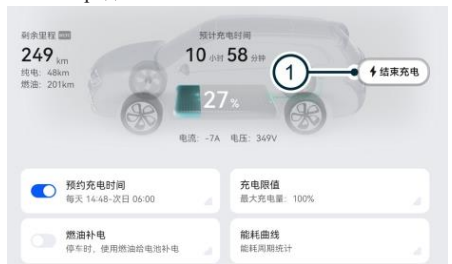 剩余里程
249 km
纯电: 48km
燃油: 201km
预计充电时间
10 小时 58 分钟
1
结束充电
27%
电流: -7A 电压: 349V
预约充电时间
每天 14:48-次日 06:00
充电限值
最大充电量: 100%
燃油补电
停车时，使用燃油给电池补电
能耗曲线
能耗周期统计